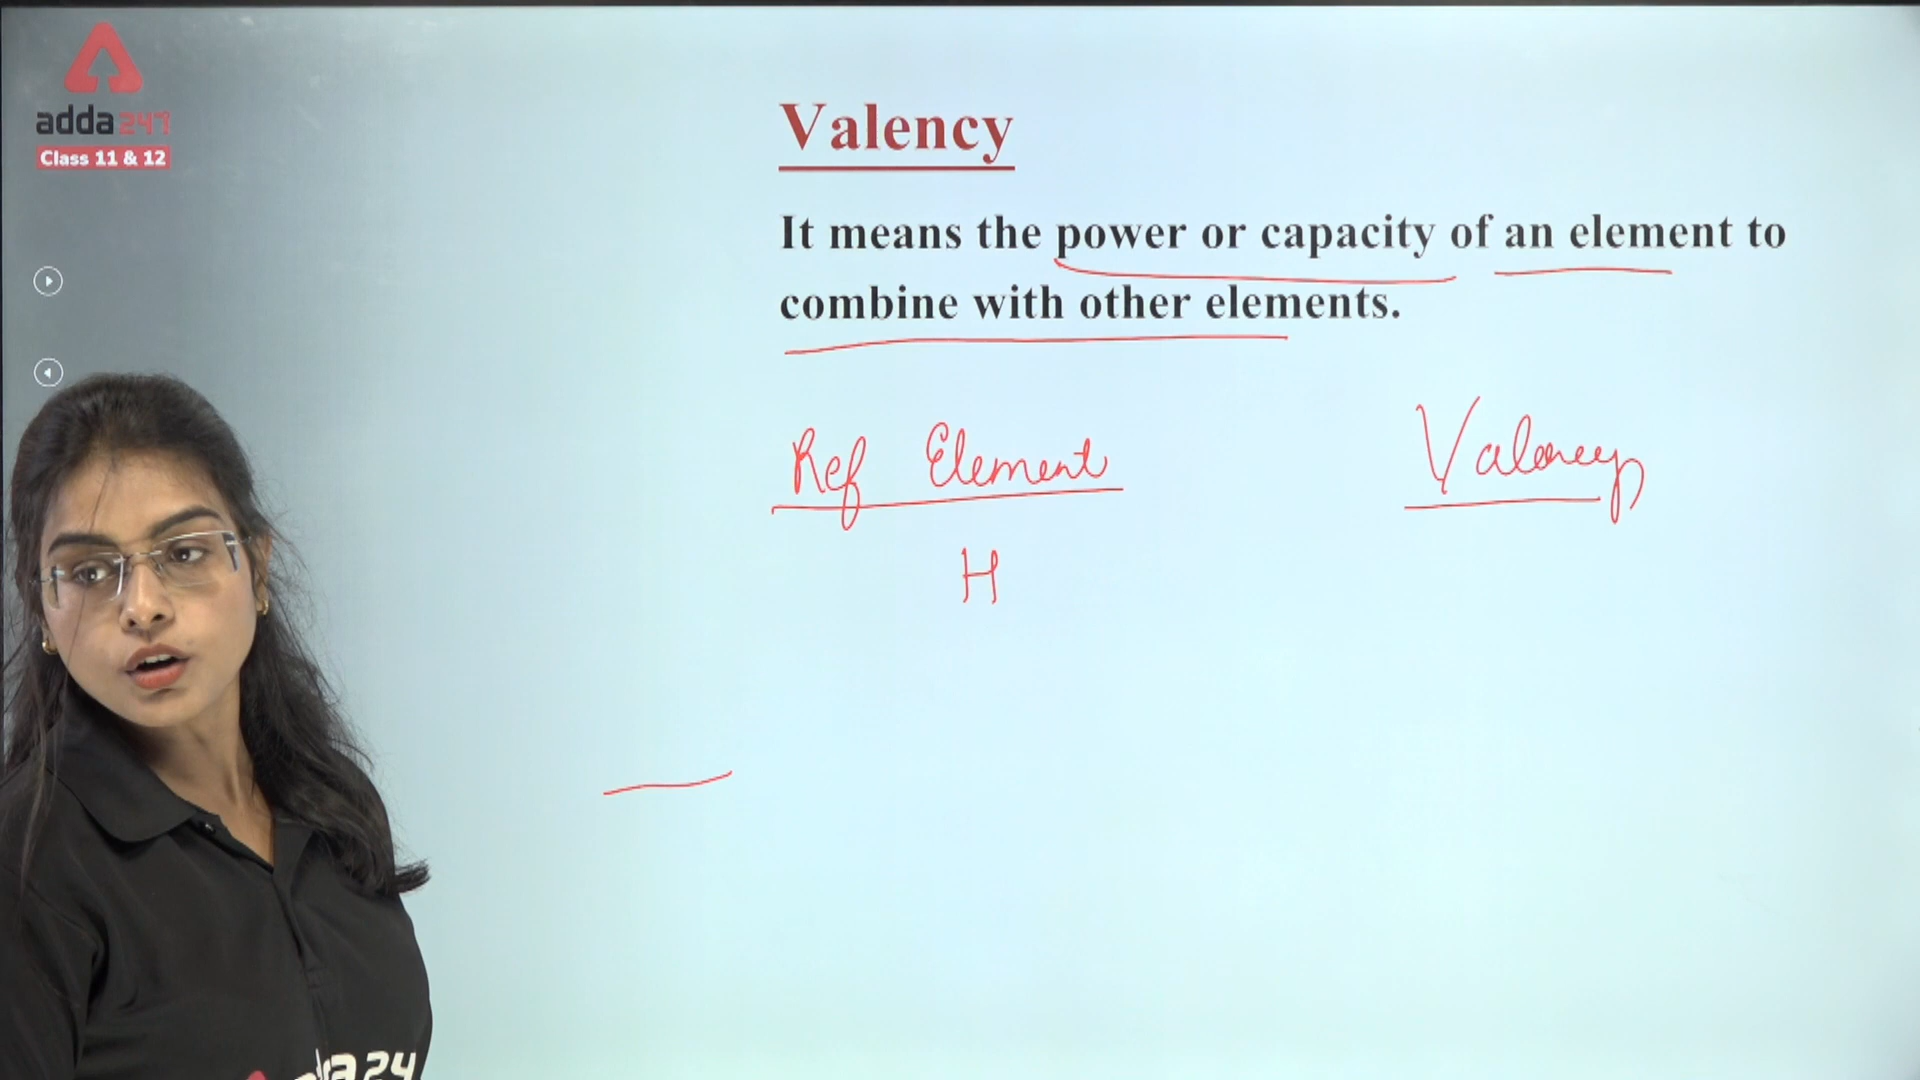 adda247
Class 11 & 12
Valency
It means the power or capacity of an element to
combine with other elements.
Ref Element
Valency
H
adda24